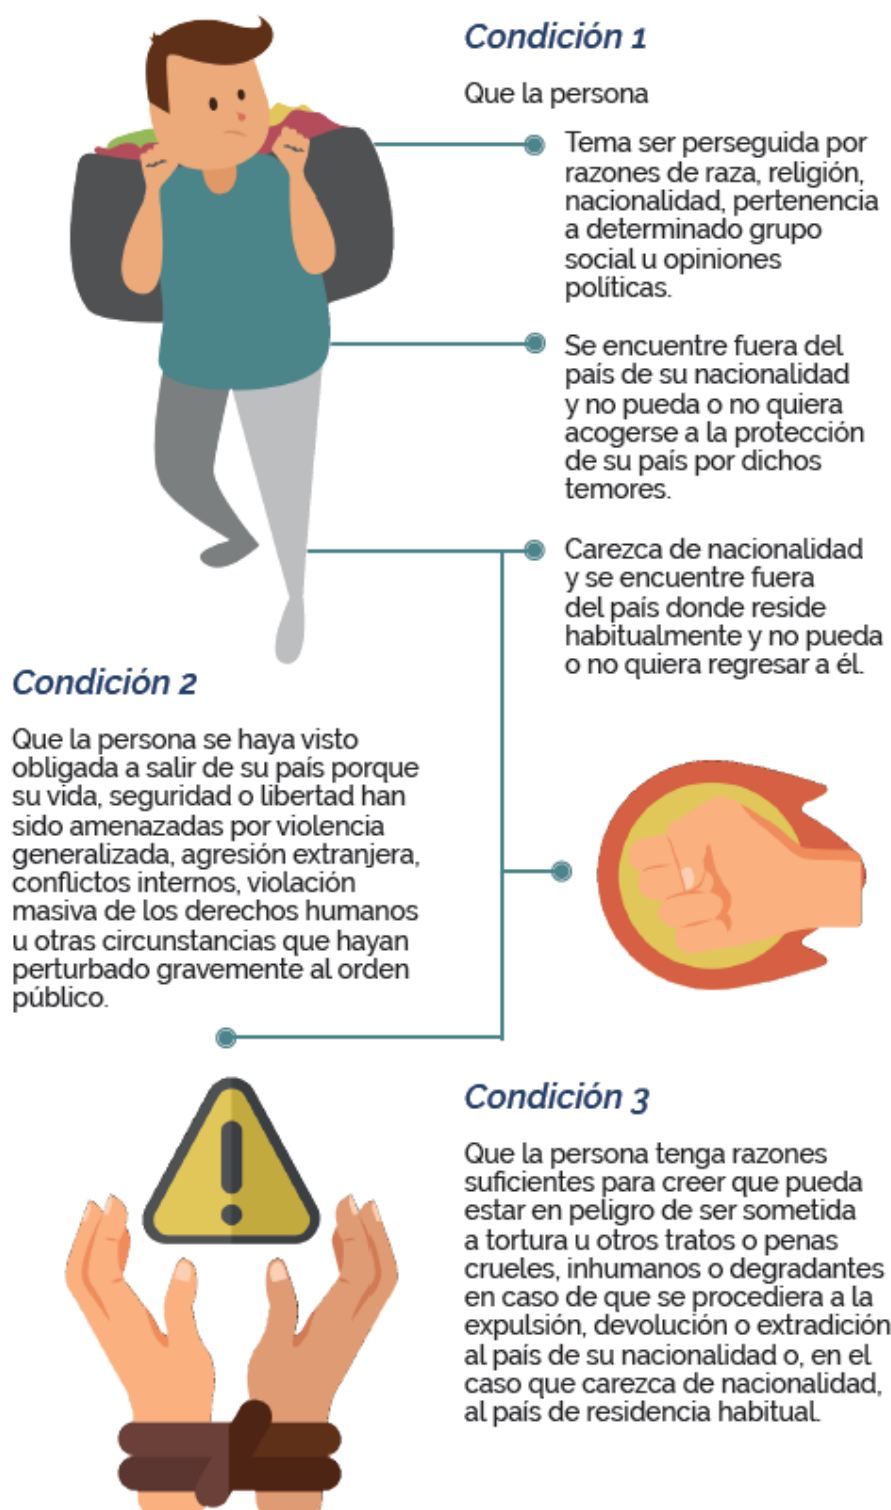 Condición 1
Que la persona
Tema ser perseguida por
razones de raza, religión,
nacionalidad, pertenencia
a determinado grupo
social u opiniones
políticas.
Se encuentre fuera del
país de su nacionalidad
y no pueda o no quiera
acogerse a la protección
de su país por dichos
temores.
Carezca de nacionalidad
y se encuentre fuera
del país donde reside
habitualmente y no pueda
o no quiera regresar a él.
Condición 2
Que la persona se haya visto
obligada a salir de su país porque
su vida, seguridad o libertad han
sido amenazadas por violencia
generalizada, agresión extranjera,
conflictos internos, violación
masiva de los derechos humanos
u otras circunstancias que hayan
perturbado gravemente al orden
público.
Condición 3
Que la persona tenga razones
suficientes para creer que pueda
estar en peligro de ser sometida
a tortura u otros tratos o penas
crueles, inhumanos o degradantes
en caso de que se procediera a la
expulsión, devolución o extradición
al país de su nacionalidad o, en el
caso que carezca de nacionalidad,
al país de residencia habitual.